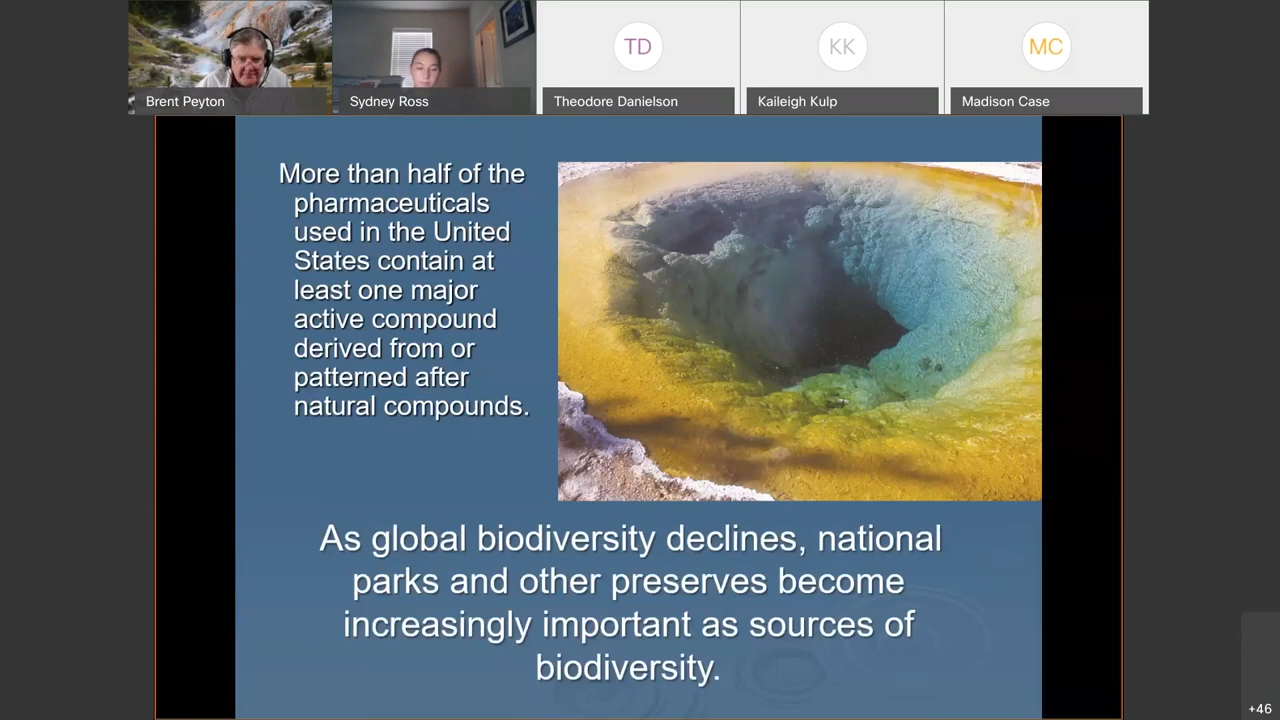 TD
KK
MC
Brent Peyton
Sydney Ross
Theodore Danielson
Kaileigh Kulp
Madison Case
More than half of the
pharmaceuticals
used in the United
States contain at
least one major
active compound
derived from or
patterned after
natural compounds.
As global biodiversity declines, national
parks and other preserves become
increasingly important as sources of
biodiversity.
+46